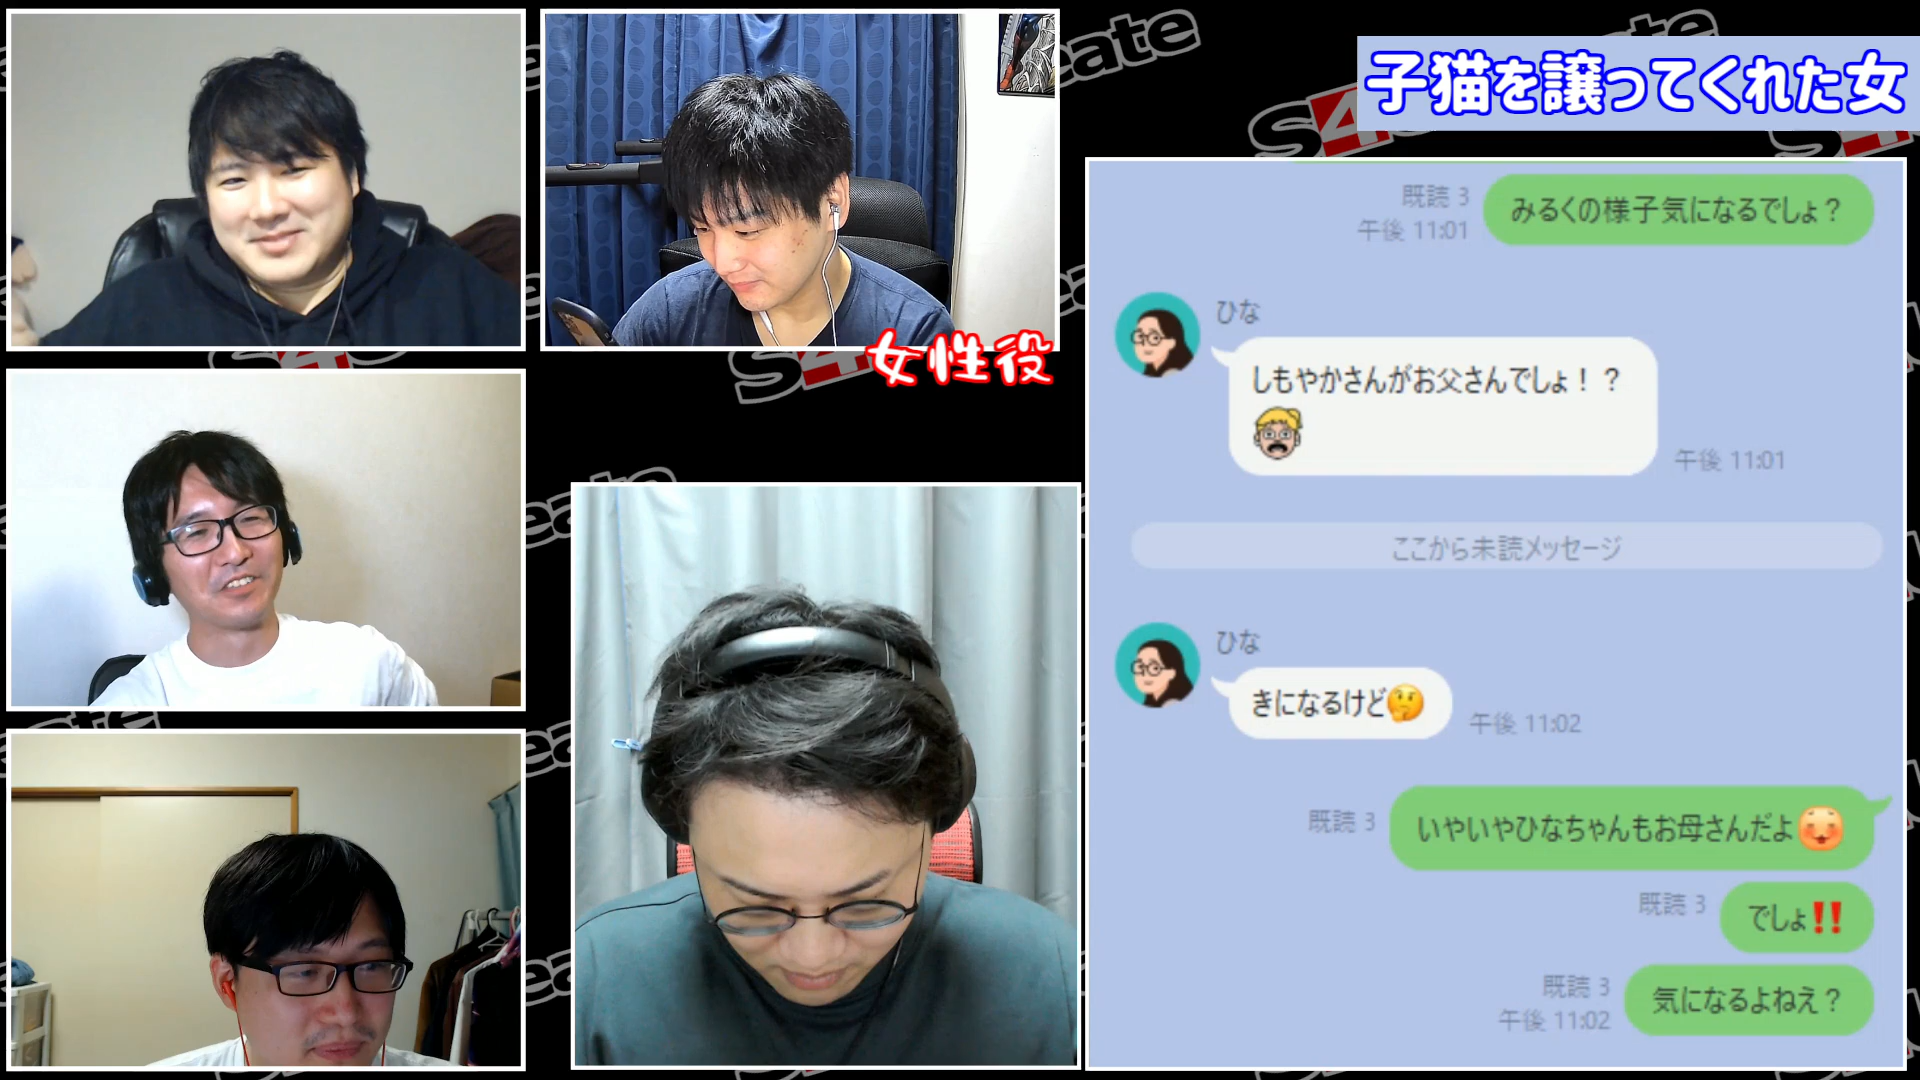 子猫を譲ってくれた女
女性役
既読 3
午後 11:01
みるくの様子気になるでしょ？
ひな
しもやかさんがお父さんでしょ！？
午後 11:01
ここから未読メッセージ
ひな
きになるけど🤔
午後 11:02
既読 3
いやいやひなちゃんもお母さんだよ
既読 3
でしょ‼️
既読 3
午後 11:02
気になるよねえ？